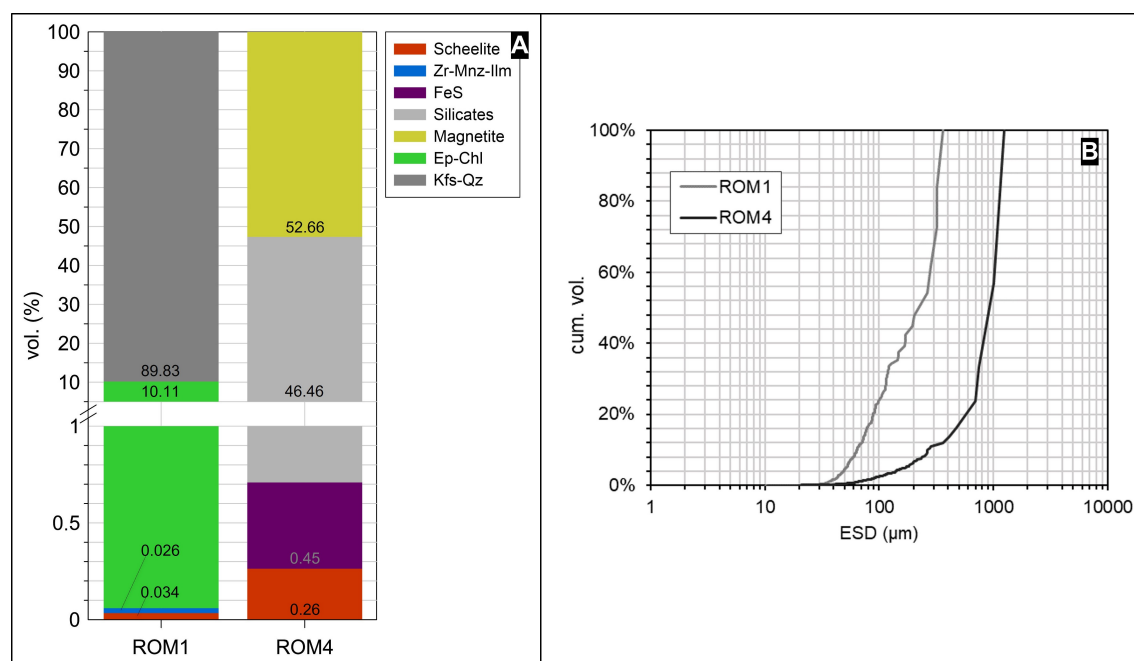 A
Scheelite
Zr-Mnz-Ilm
FeS
Silicates
Magnetite
Ep-Chl
Kfs-Qz
vol. (%)
100
90
80
70
60
50
40
30
20
10
1
0.5
0
89.83
10.11
0.026
0.034
52.66
46.46
0.45
0.26
ROM1
ROM4
B
cum. vol.
100%
80%
60%
40%
20%
0%
ROM1
ROM4
1
10
100
1000
10000
ESD (µm)